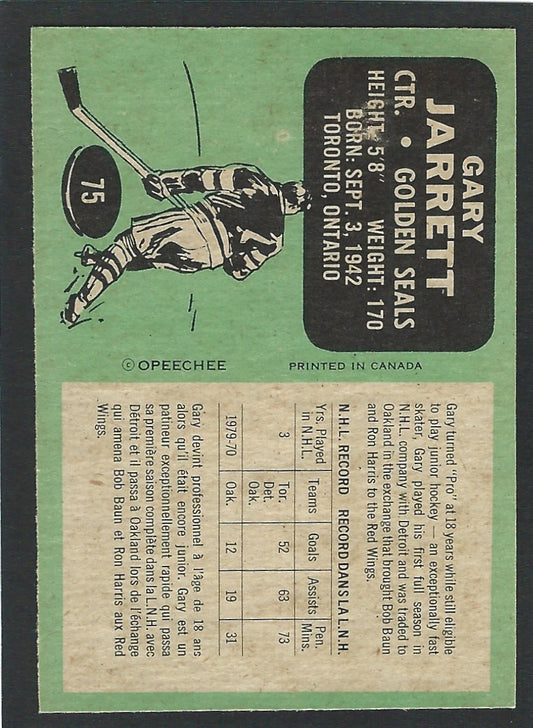 GARY
JARRETT
CTR. • GOLDEN SEALS
HEIGHT: 5'8" WEIGHT: 170
BORN: SEPT. 3, 1942
TORONTO, ONTARIO
75
© OPEECHEE
PRINTED IN CANADA
Gary turned "Pro" at 18 years while still eligible
to play junior hockey — an exceptionally fast
skater, Gary played his first full season in
N.H.L. company with Detroit and was traded to
Oakland in the exchange that brought Bob Baun
and Ron Harris to the Red Wings.
N.H.L. RECORD RECORD DANS LA L.N.H.
Yrs. Played in N.H.L. Teams Goals Assists Pen. Mins.
3 Tor. Det. Oak. 52 63 73
1979-70 Oak. 12 19 31
Gary devint professionnel à l'âge de 18 ans
alors qu'il était encore junior. Gary est un
patineur exceptionnellement rapide qui passa
sa première saison complète dans la L.N.H. avec
Détroit et il passa à Oakland lors de l'échange
qui amena Bob Baun et Ron Harris aux Red
Wings.